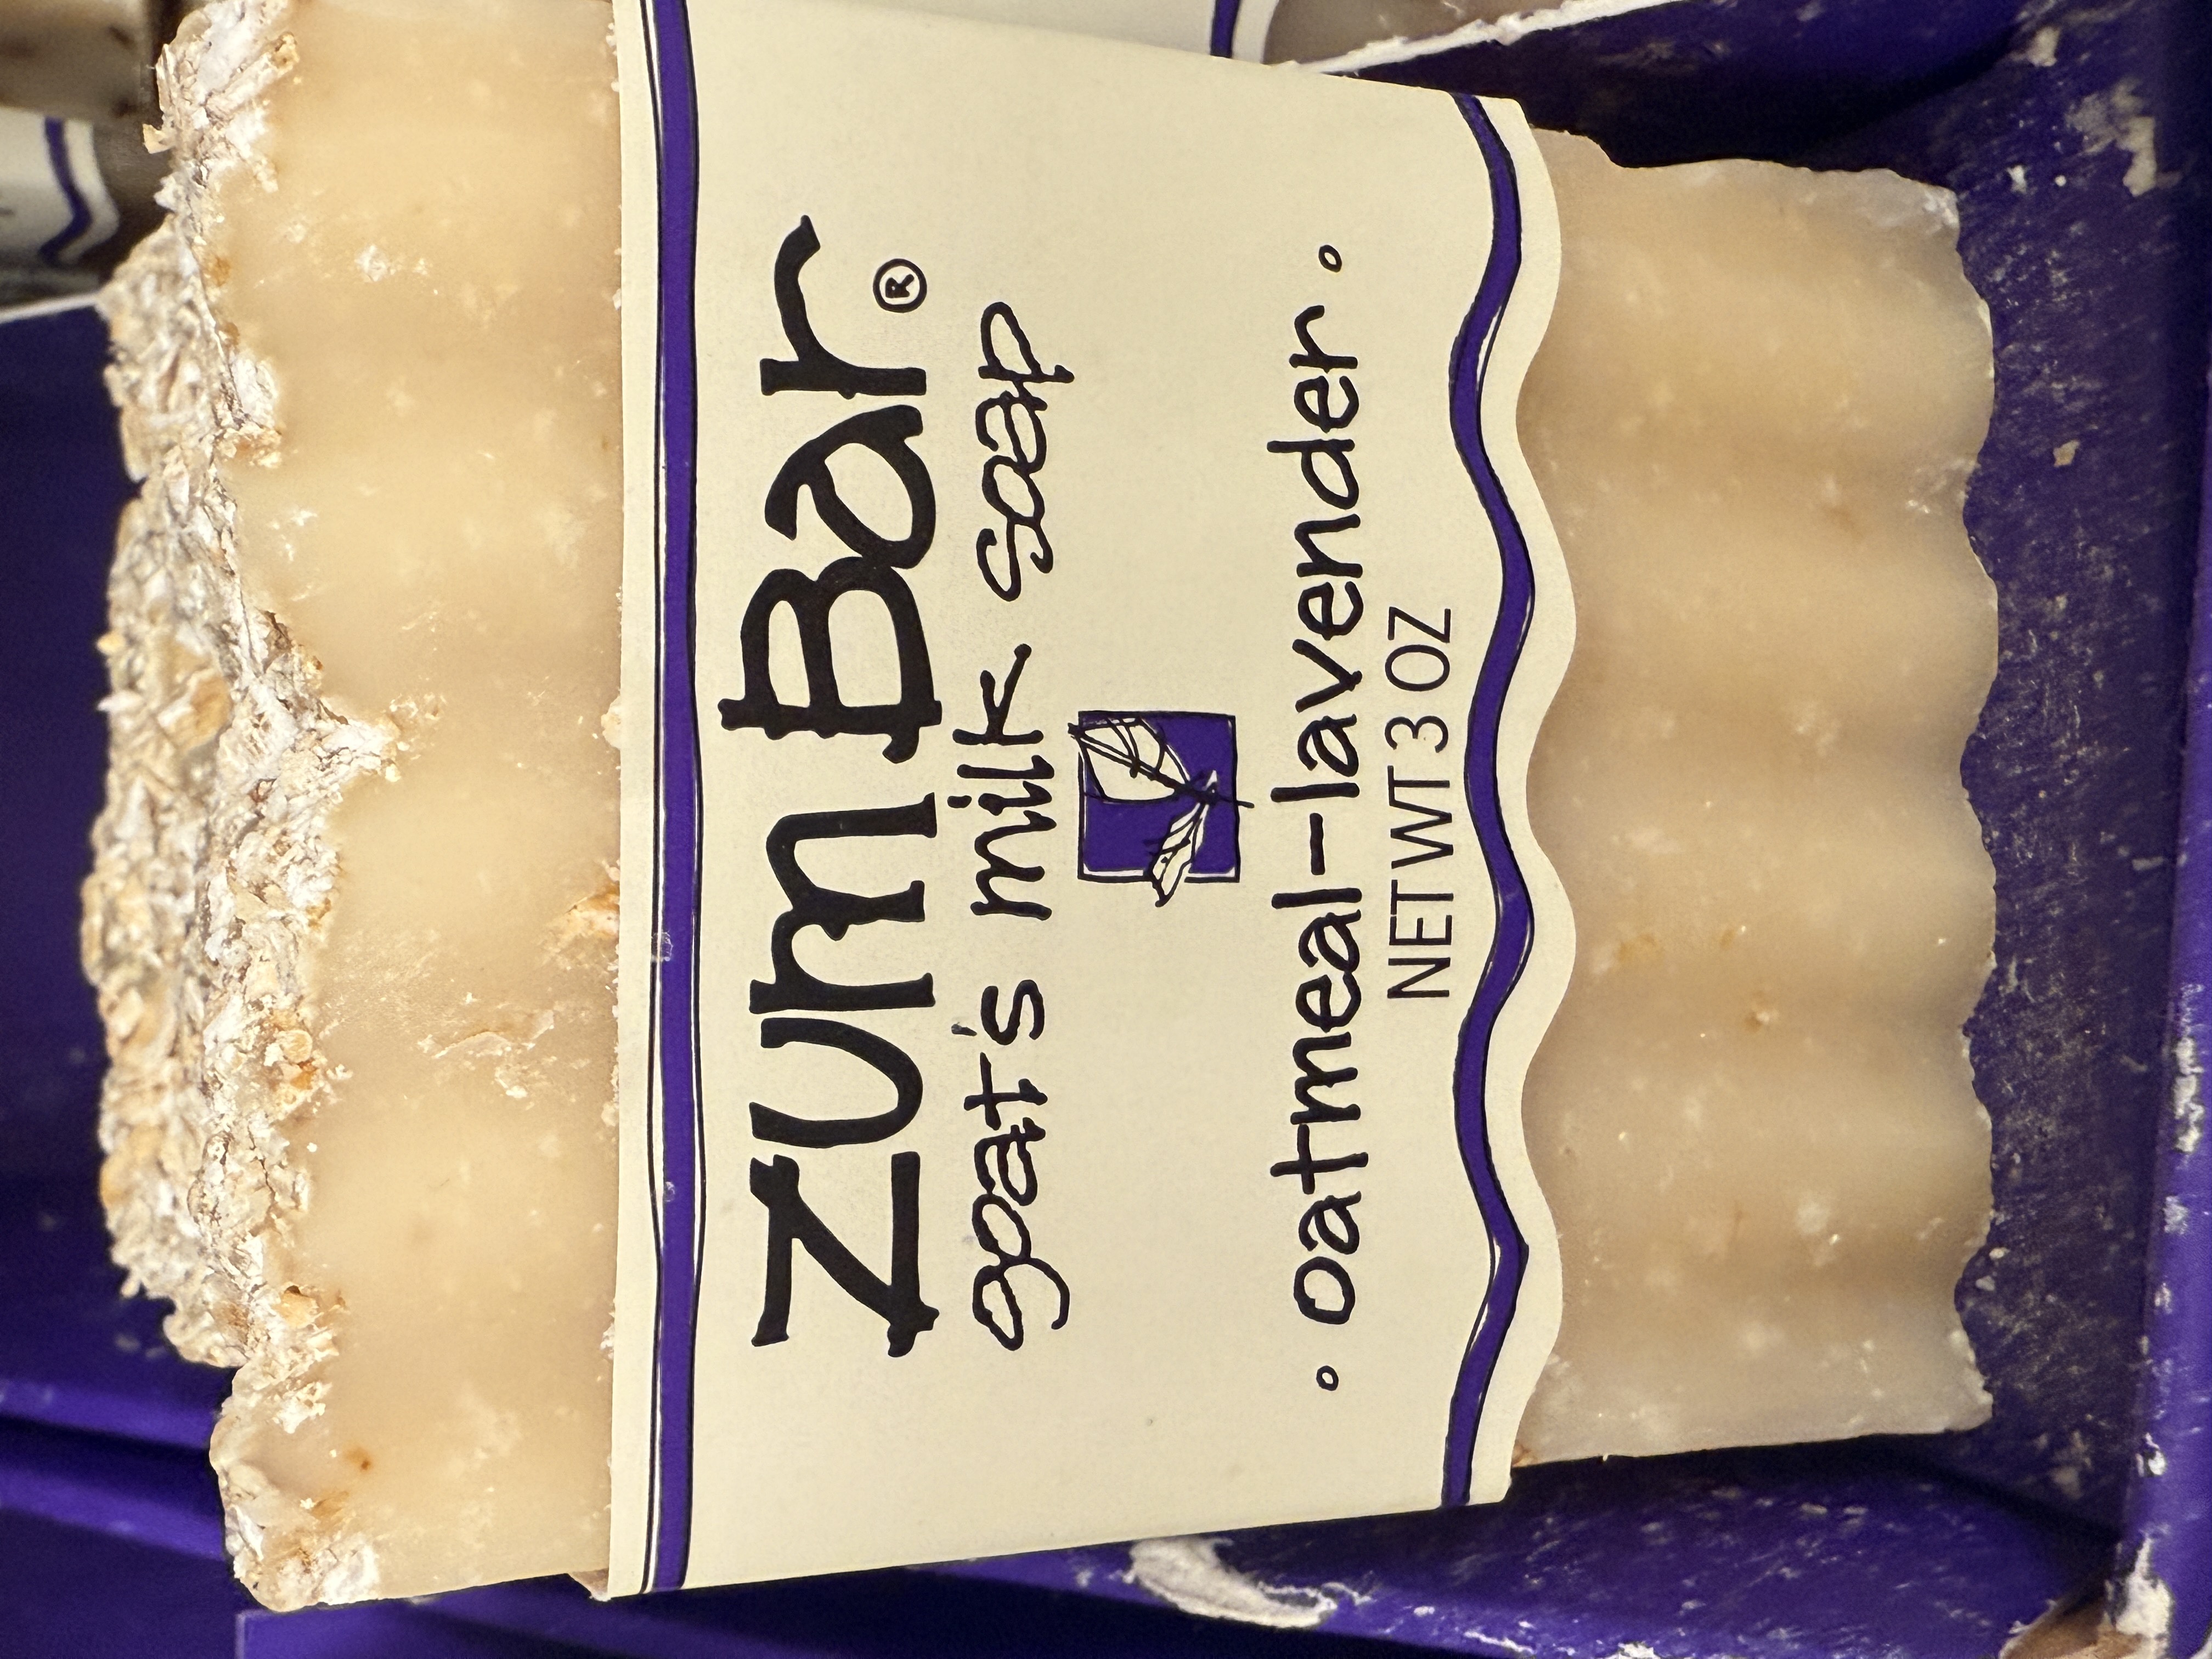 Zum Bar®
goat's milk soap
• oatmeal-lavender •
NET WT 3 OZ